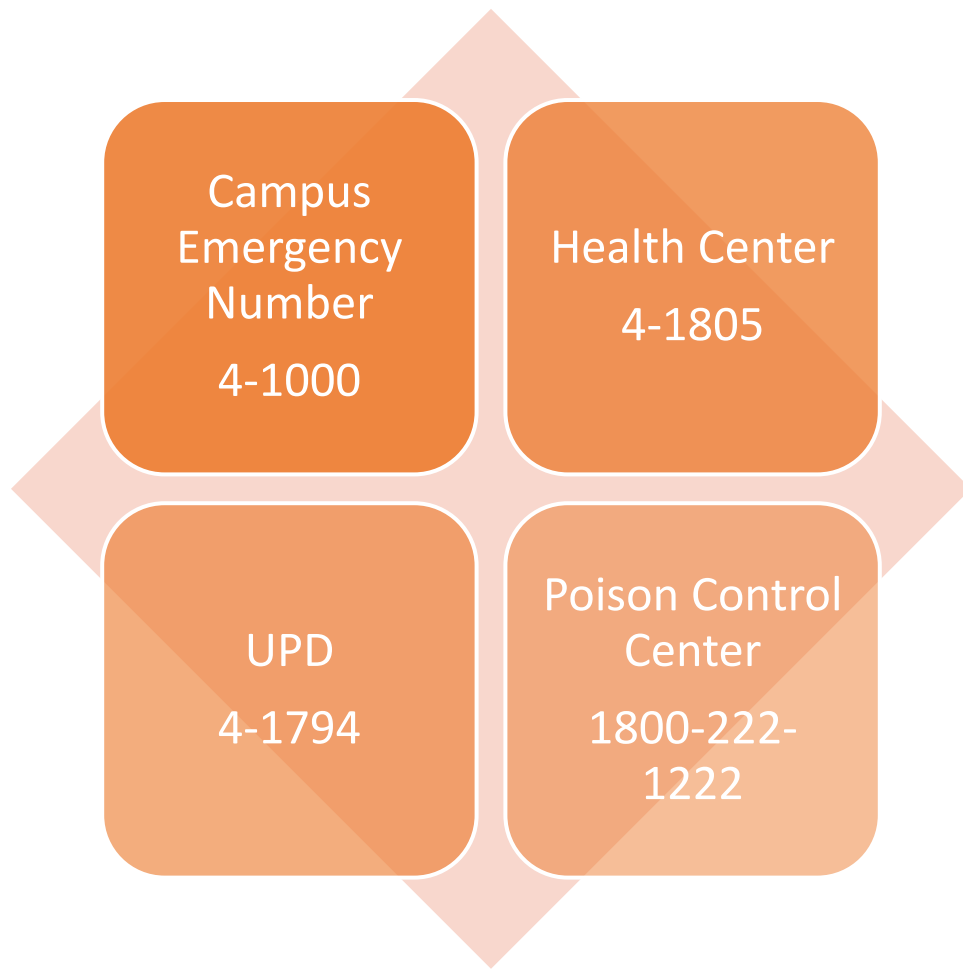 Campus
Emergency
Number
4-1000
Health Center
4-1805
UPD
4-1794
Poison Control
Center
1800-222-
1222